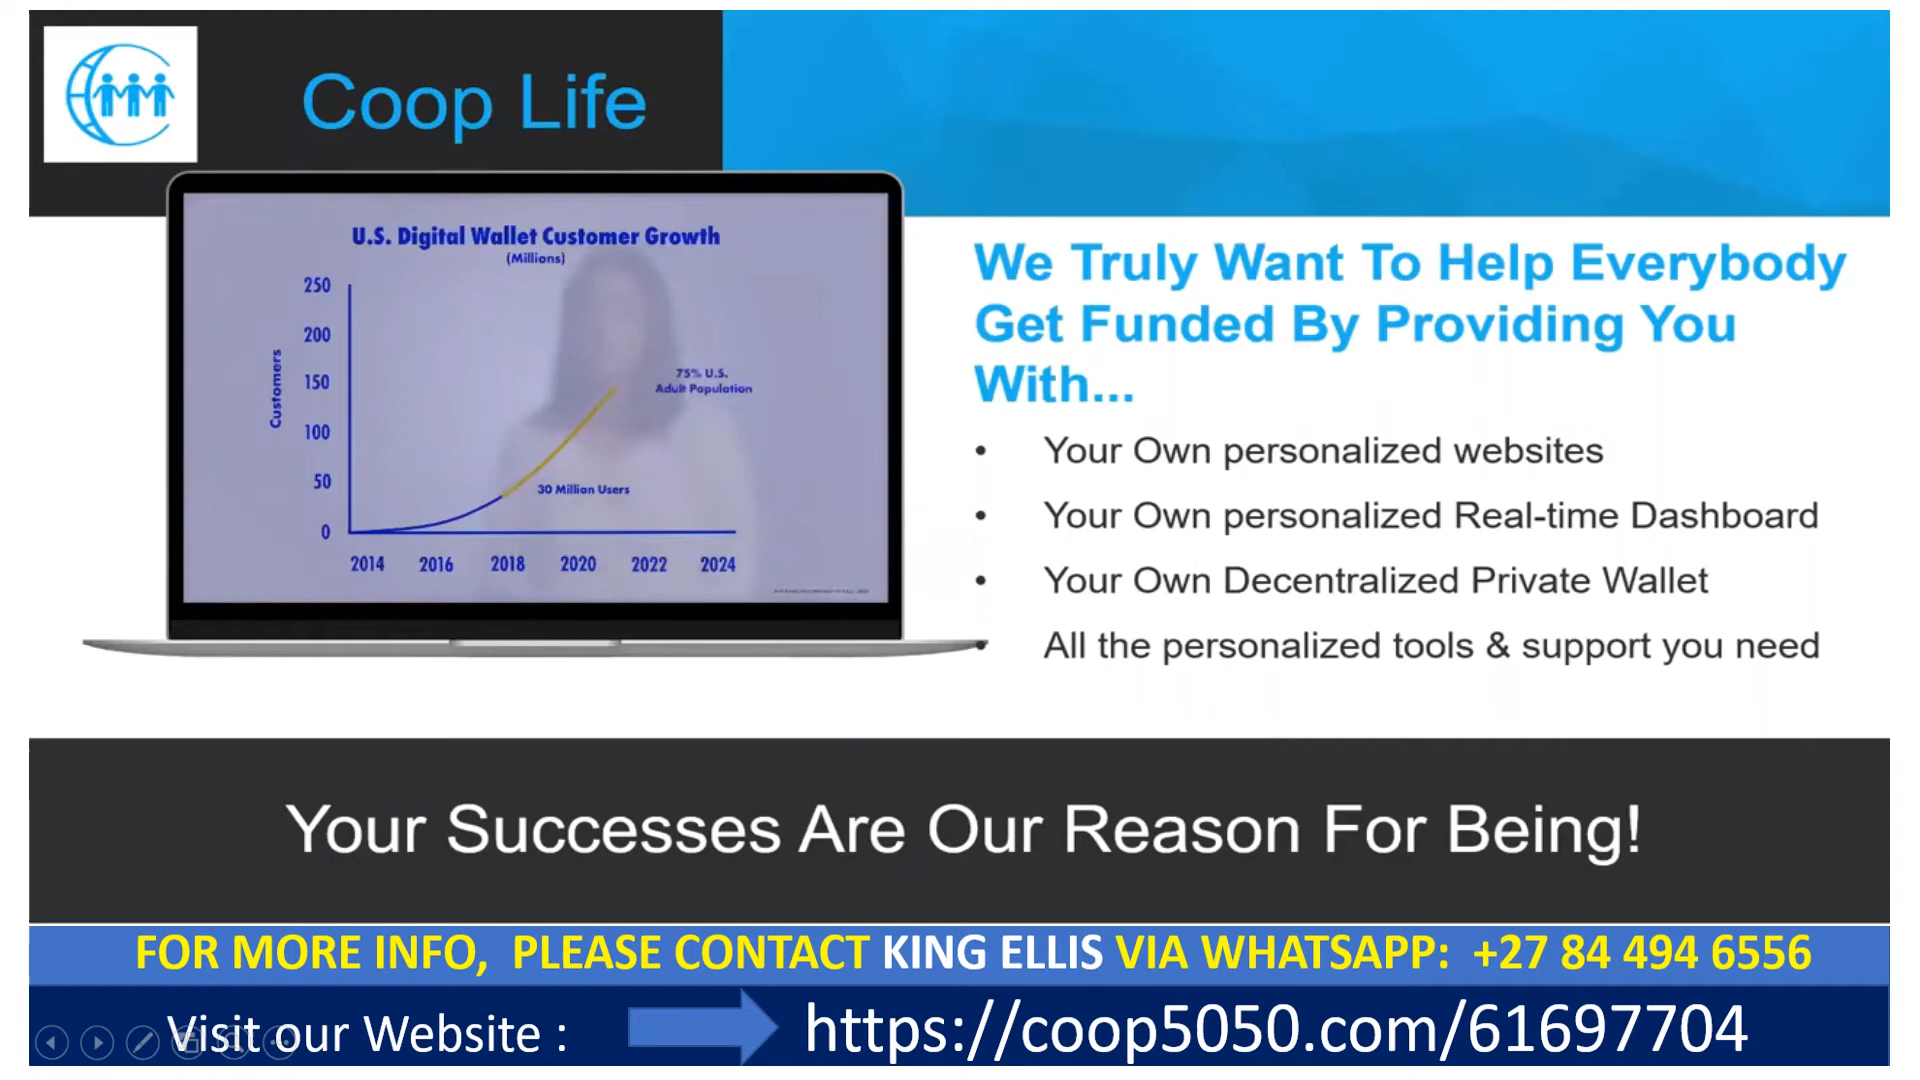 Coop Life
U.S. Digital Wallet Customer Growth
(Millions)
250
200
150
100
50
0
Customers
75% U.S.
Adult Population
30 Million Users
2014 2016 2018 2020 2022 2024
We Truly Want To Help Everybody
Get Funded By Providing You
With...
• Your Own personalized websites
• Your Own personalized Real-time Dashboard
• Your Own Decentralized Private Wallet
• All the personalized tools & support you need
Your Successes Are Our Reason For Being!
FOR MORE INFO, PLEASE CONTACT KING ELLIS VIA WHATSAPP: +27 84 494 6556
Visit our Website : https://coop5050.com/61697704